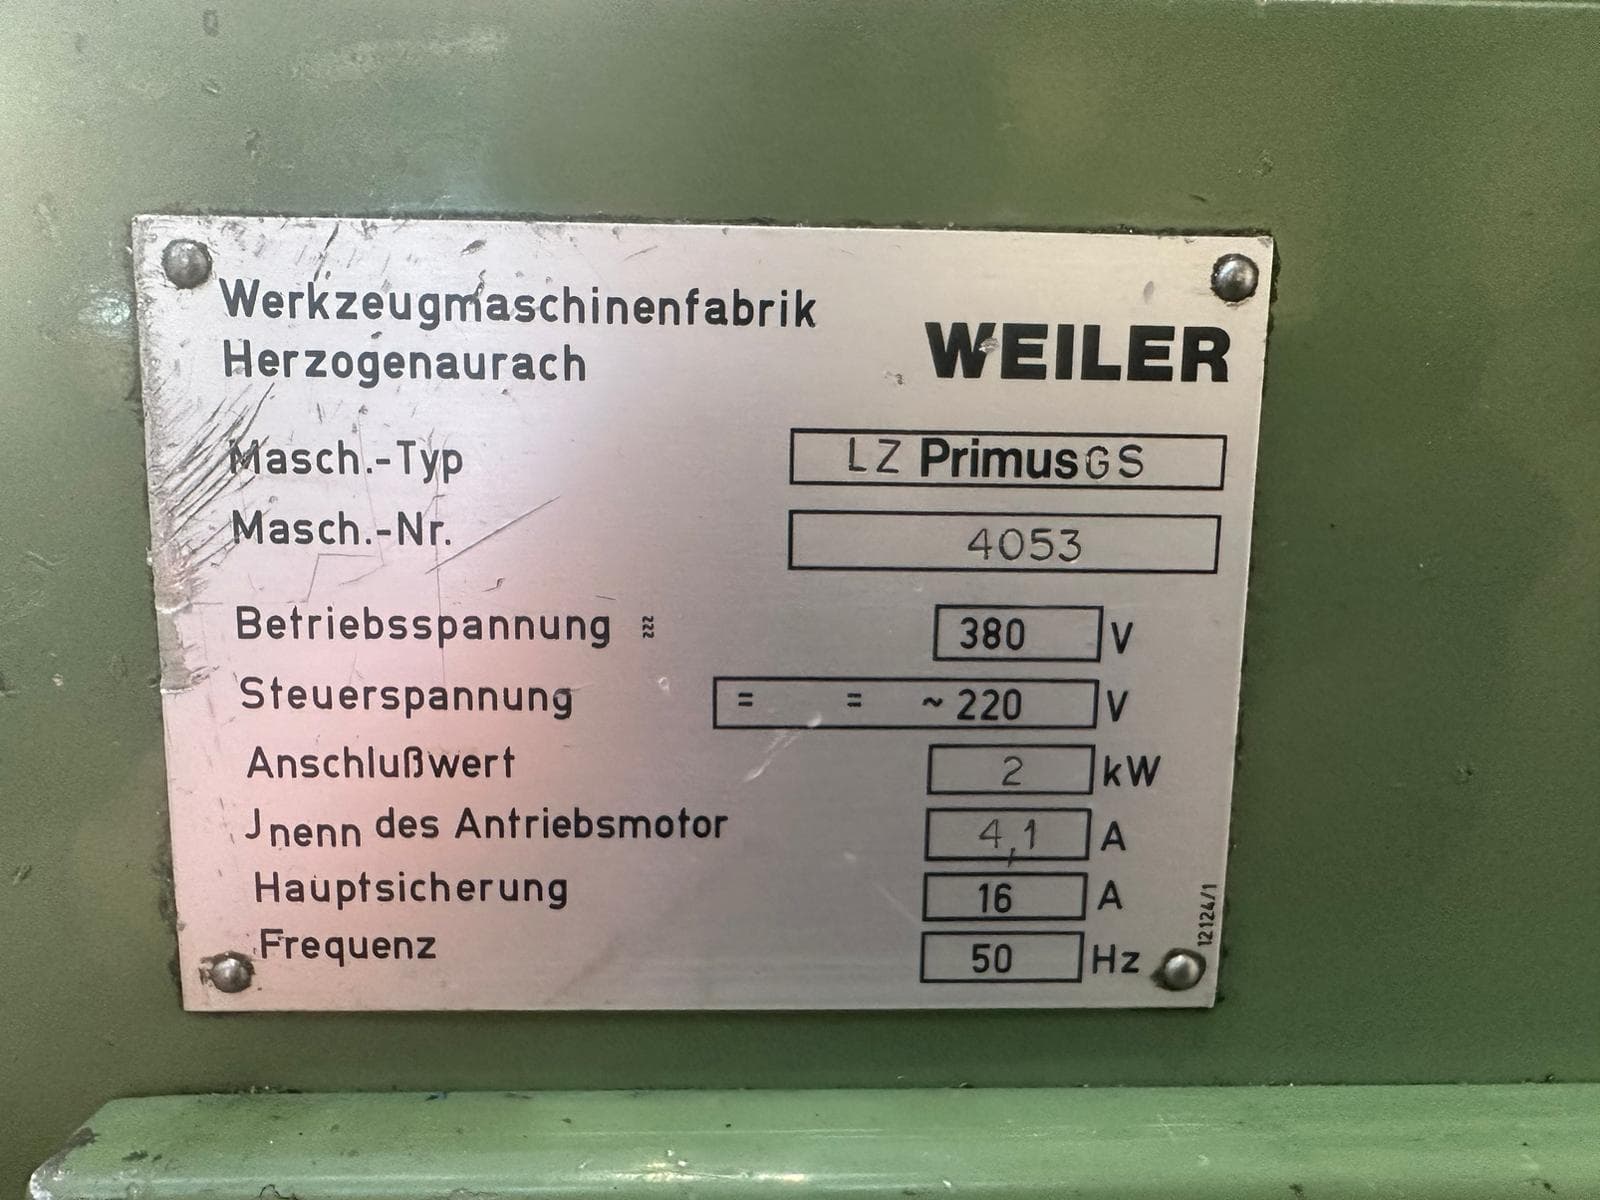 Werkzeugmaschinenfabrik
Herzogenaurach
WEILER
Masch.-Typ LZ PrimusGS
Masch.-Nr. 4053
Betriebsspannung 380 V
Steuerspannung = = ~220 V
Anschlußwert 2 kW
Jnenn des Antriebsmotor 4,1 A
Hauptsicherung 16 A
Frequenz 50 Hz
12124/1